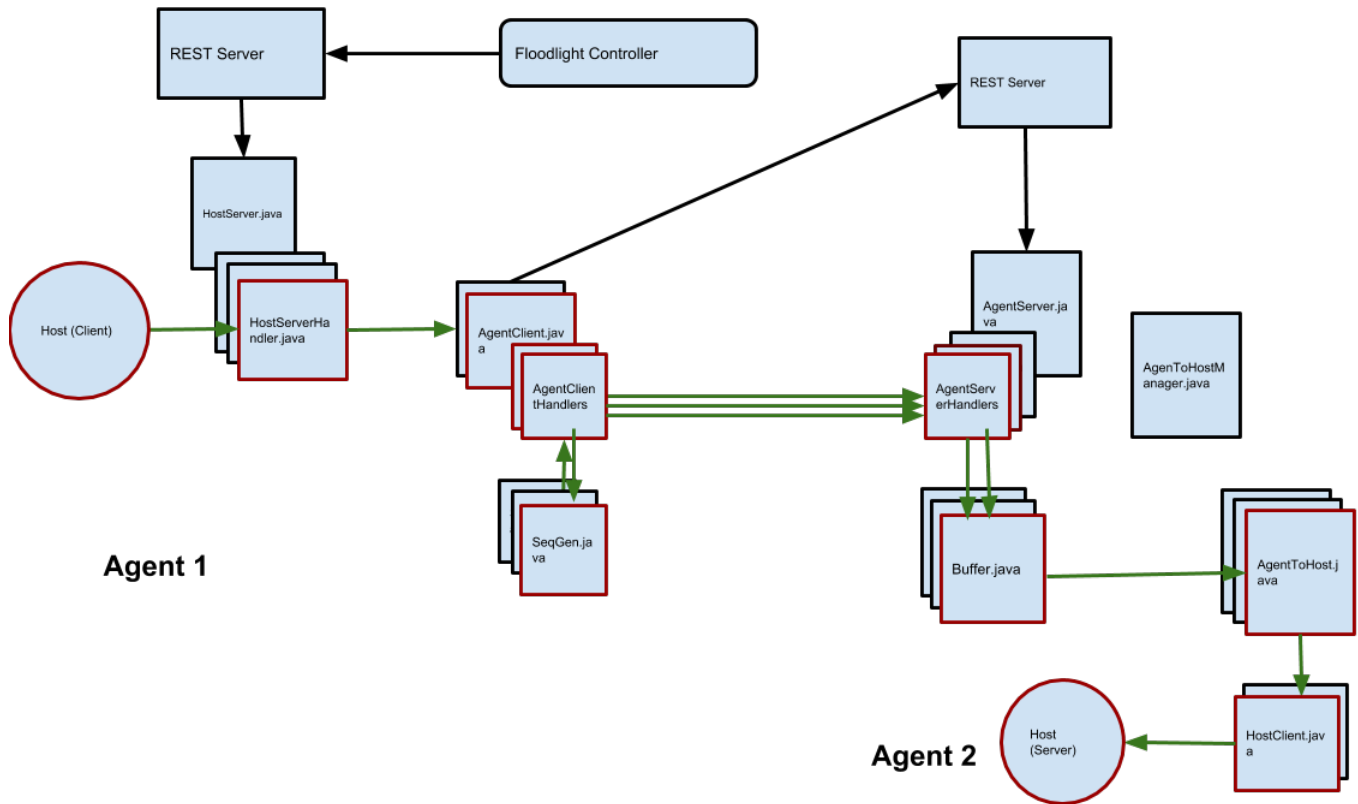 REST Server
Floodlight Controller
REST Server
HostServer.java
Host (Client)
HostServerHa
ndler.java
AgentClient.jav
a
AgentClien
tHandlers
SeqGen.ja
va
Agent 1
AgentServer.ja
va
AgentServ
erHandlers
AgenToHostM
anager.java
Buffer.java
AgentToHost.j
ava
HostClient.jav
a
Host
(Server)
Agent 2